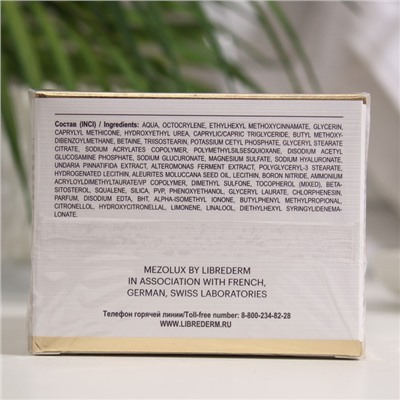 Состав (INCI) / Ingredients: AQUA, OCTOCRYLENE, ETHYLHEXYL METHOXYCINNAMATE, GLYCERIN,
CAPRYLYL METHICONE, HYDROXYETHYL UREA, CAPRYLIC/CAPRIC TRIGLYCERIDE, BUTYL METHOXY-
DIBENZOYLMETHANE, BETAINE, TRIISOSTEARIN, POTASSIUM CETYL PHOSPHATE, GLYCERYL STEARATE
CITRATE, SODIUM ACRYLATES COPOLYMER, POLYMETHYLSILSESQUIOXANE, DISODIUM ACETYL
GLUCOSAMINE PHOSPHATE, SODIUM GLUCURONATE, MAGNESIUM SULFATE, SODIUM HYALURONATE,
UNDARIA PINNATIFIDA EXTRACT, ALTEROMONAS FERMENT EXTRACT, POLYGLYCERYL-3 STEARATE,
HYDROGENATED LECITHIN, ALEURITES MOLUCCANA SEED OIL, LECITHIN, BORON NITRIDE, AMMONIUM
ACRYLOYLDIMETHYLTAURATE/VP COPOLYMER, DIMETHYL SULFONE, TOCOPHEROL (MIXED), BETA-
SITOSTEROL, SQUALENE, SILICA, PVP, PHENOXYETHANOL, GLYCERYL LAURATE, CHLORPHENESIN,
PARFUM, DISODIUM EDTA, BHT, ALPHA-ISOMETHYL IONONE, BUTYLPHENYL METHYLPROPIONAL,
CITRONELLOL, HYDROXYCITRONELLAL, LIMONENE, LINALOOL, DIETHYLHEXYL SYRINGYLIDENEMA-
LONATE.
MEZOLUX BY LIBREDERM
IN ASSOCIATION WITH FRENCH,
GERMAN, SWISS LABORATORIES
Телефон горячей линии/Toll-free number: 8-800-234-82-28
WWW.LIBREDERM.RU